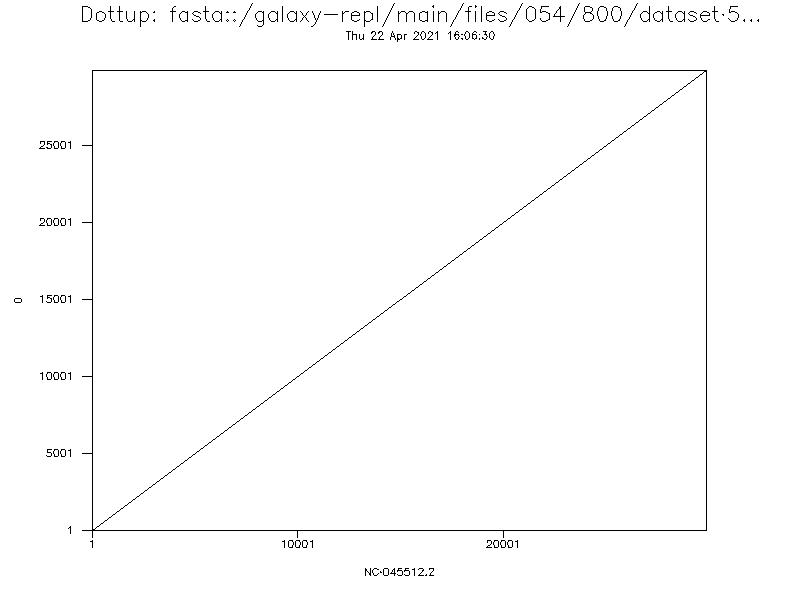 Dottup: fasta::/galaxy-repl/main/files/054/800/dataset·5...
Thu 22 Apr 2021 16:06:30
25001
20001
15001
0
10001
5001
1
1 10001 20001
NC·045512.2